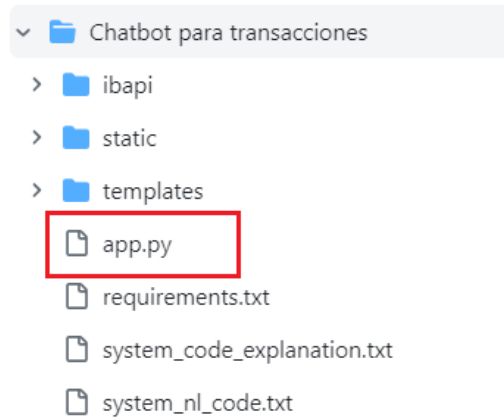 Chatbot para transacciones
ibapi
static
templates
app.py
requirements.txt
system_code_explanation.txt
system_nl_code.txt